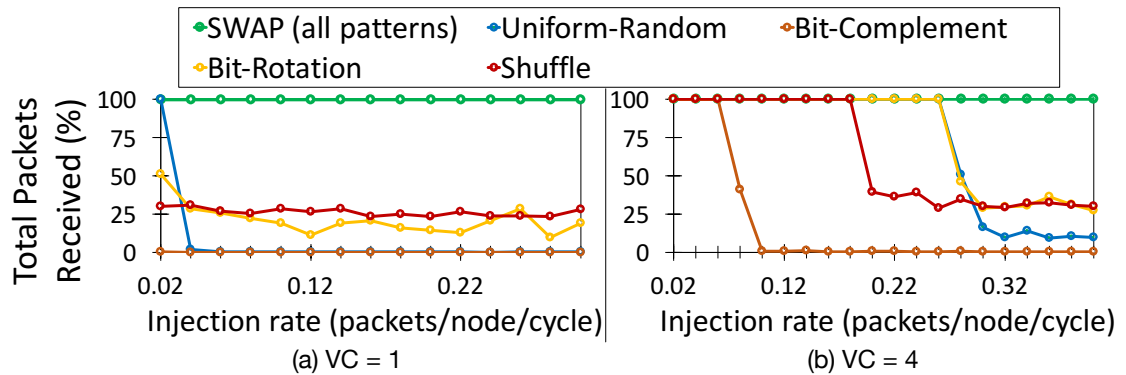 SWAP (all patterns) Uniform-Random Bit-Complement
Bit-Rotation Shuffle
Total Packets
Received (%)
100
75
50
25
0
0.02 0.12 0.22
Injection rate (packets/node/cycle)
(a) VC = 1
100
75
50
25
0
0.02 0.12 0.22 0.32
Injection rate (packets/node/cycle)
(b) VC = 4